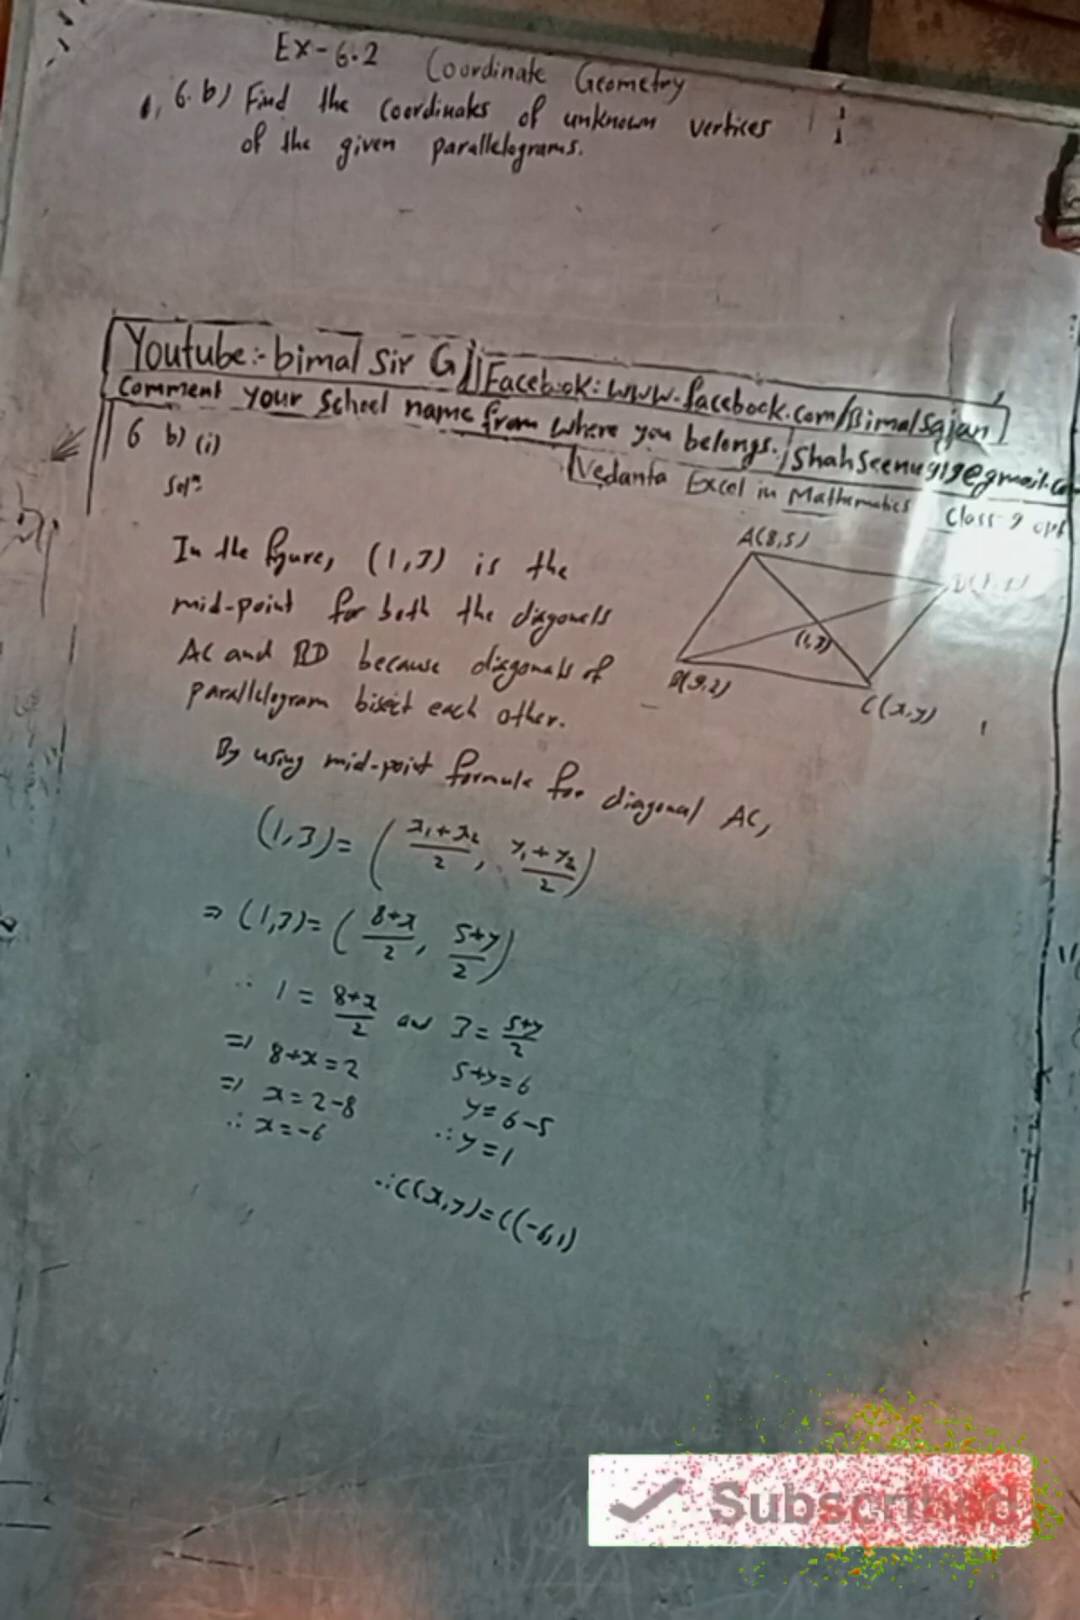 Ex-6.2 Coordinate Geometry
6. b) Find the coordinates of unknown vertices
of the given parallelograms.
Youtube:- bimal Sir G
Facebook: www.facebook.com/Bimalsajan
Comment your School name from where you belongs.
Vedanta Excel in Mathematics Class-9 opt
6 b) (i)
Solⁿ:
A(8,5)
(1,3)
C(x,y)
In the figure, (1,3) is the
mid-point for both the diagonals
AC and BD because diagonals of
parallelogram bisect each other.
By using mid-point formula for diagonal AC,
(1,3) = ( x₁+x₂/2 , y₁+y₂/2 )
⇒ (1,3) = ( 8+x/2 , 5+y/2 )
∴ 1 = 8+x/2 and 3 = 5+y/2
⇒ 8+x=2 5+y=6
⇒ x=2-8 y=6-5
∴ x=-6 ∴ y=1
∴ C(x,y)=C(-6,1)
Subscribed